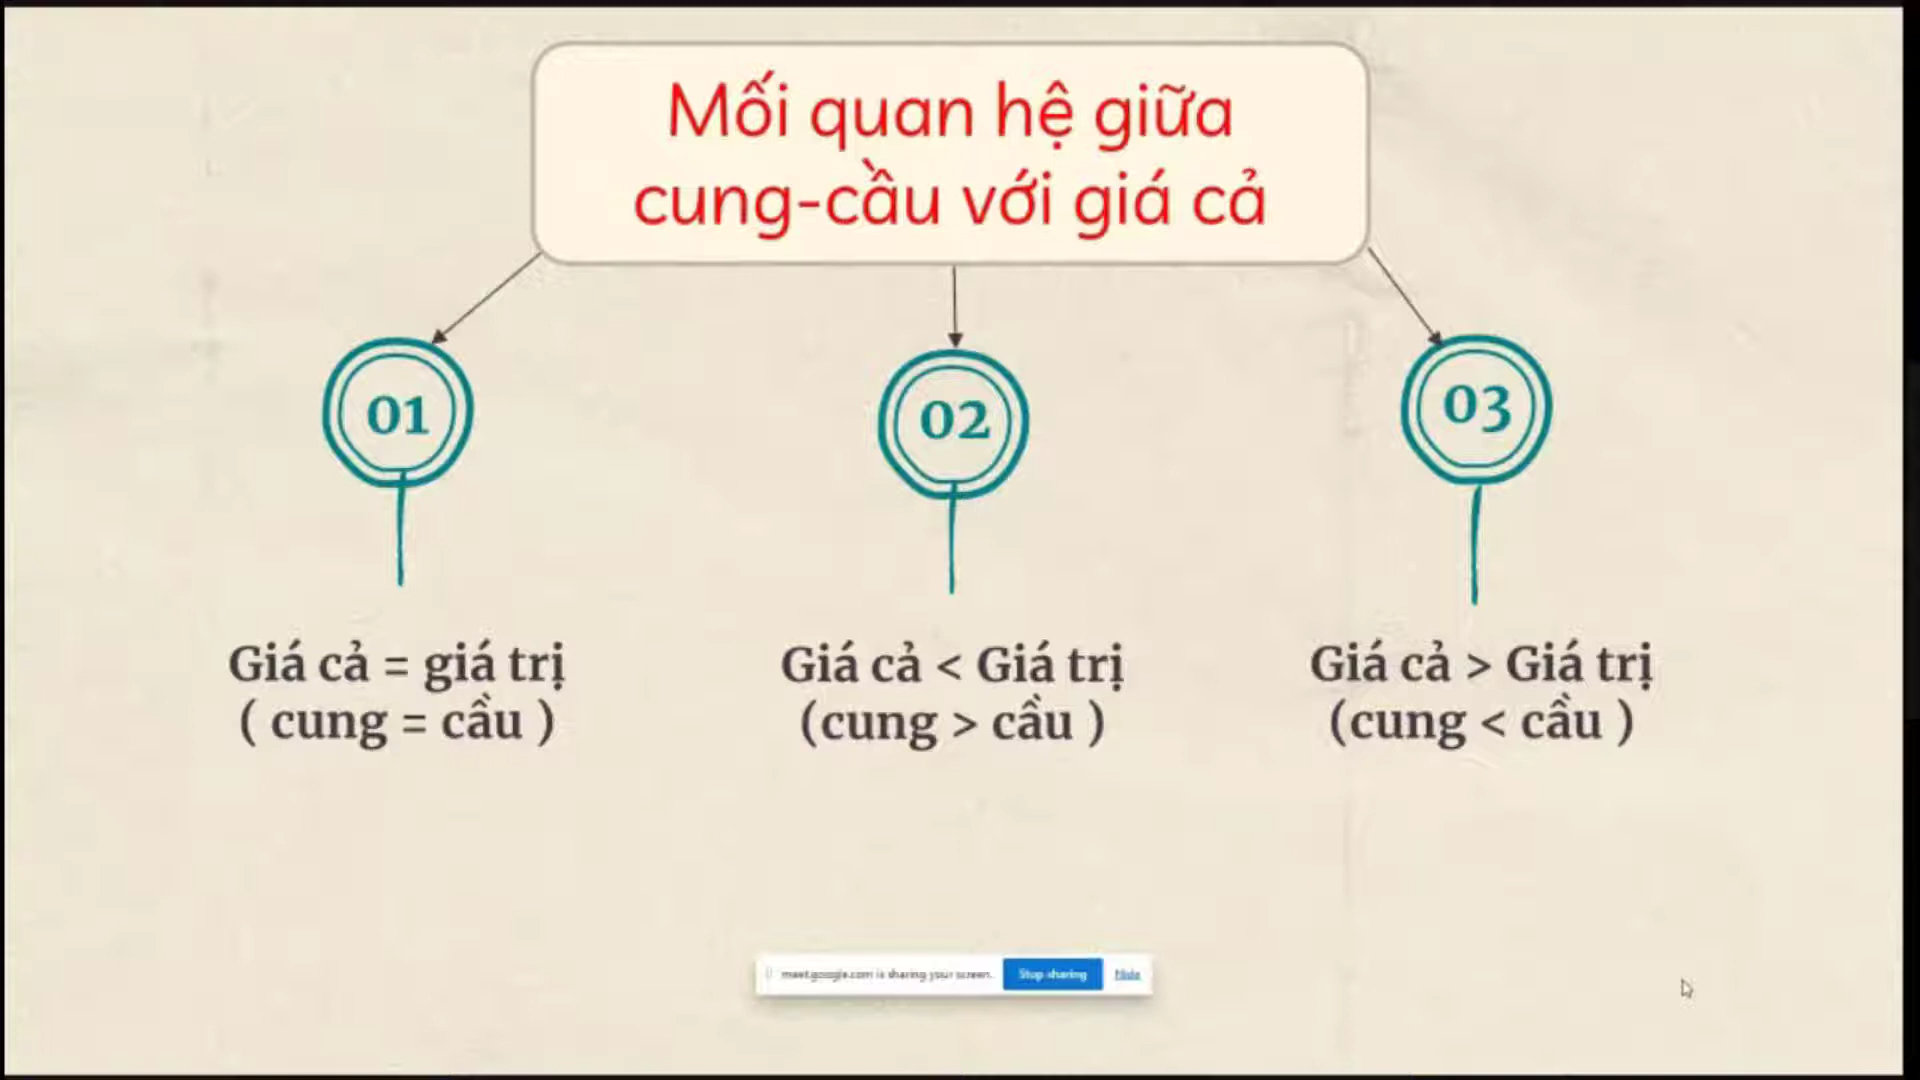 Mối quan hệ giữa
cung-cầu với giá cả
01
02
03
Giá cả = giá trị
( cung = cầu )
Giá cả < Giá trị
(cung > cầu )
Giá cả > Giá trị
(cung < cầu )
meet.google.com is sharing your screen.
Stop sharing
Hide